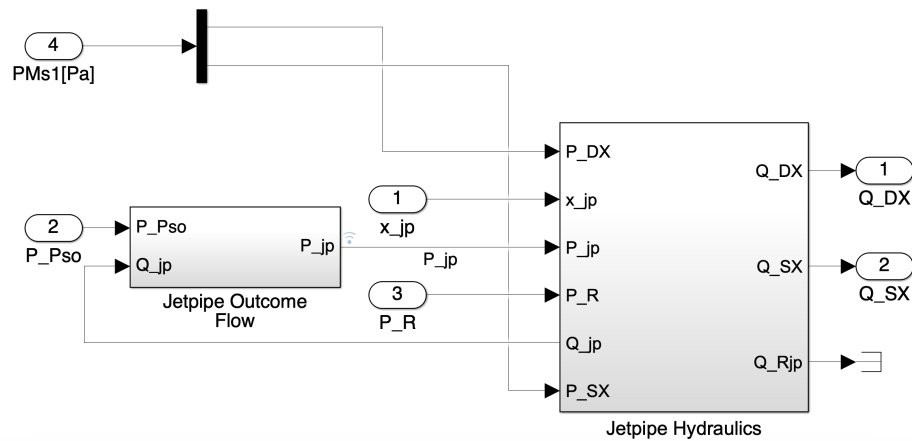 4
PMs1[Pa]
P_DX
Q_DX
1
Q_DX
1
x_jp
x_jp
2
P_Pso
P_Pso
Q_jp
P_jp
Jetpipe Outcome
Flow
P_jp
P_jp
Q_SX
2
Q_SX
3
P_R
P_R
Q_jp
Q_Rjp
P_SX
Jetpipe Hydraulics